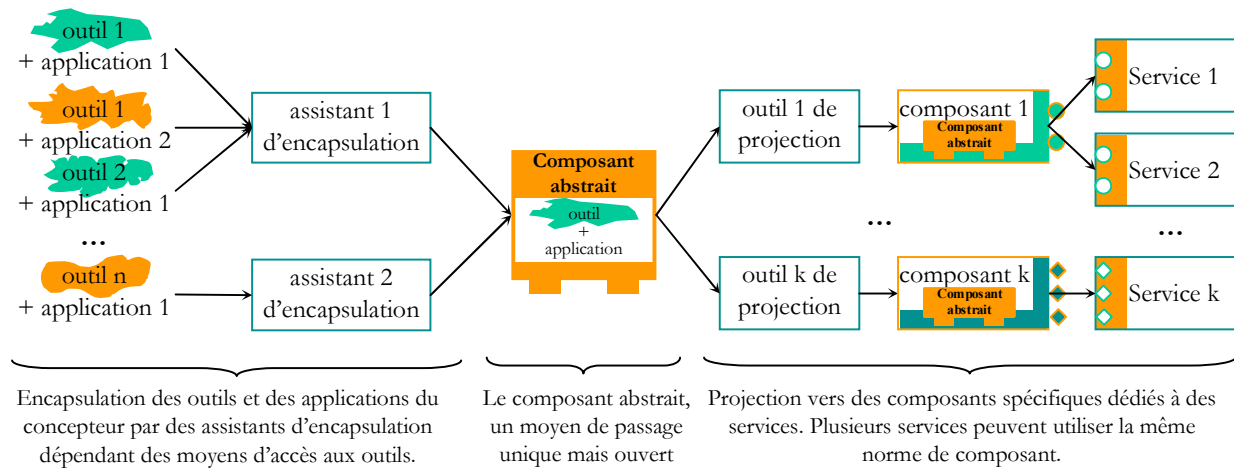 outil 1
+ application 1
outil 1
+ application 2
outil 2
+ application 1
...
outil n
+ application 1
assistant 1
d'encapsulation
assistant 2
d'encapsulation
Composant
abstrait
outil
+
application
outil 1 de
projection
...
outil k de
projection
composant 1
Composant
abstrait
composant k
Composant
abstrait
Service 1
Service 2
...
Service k
Encapsulation des outils et des applications du
concepteur par des assistants d'encapsulation
dépendant des moyens d'accès aux outils.
Le composant abstrait,
un moyen de passage
unique mais ouvert
Projection vers des composants spécifiques dédiés à des
services. Plusieurs services peuvent utiliser la même
norme de composant.